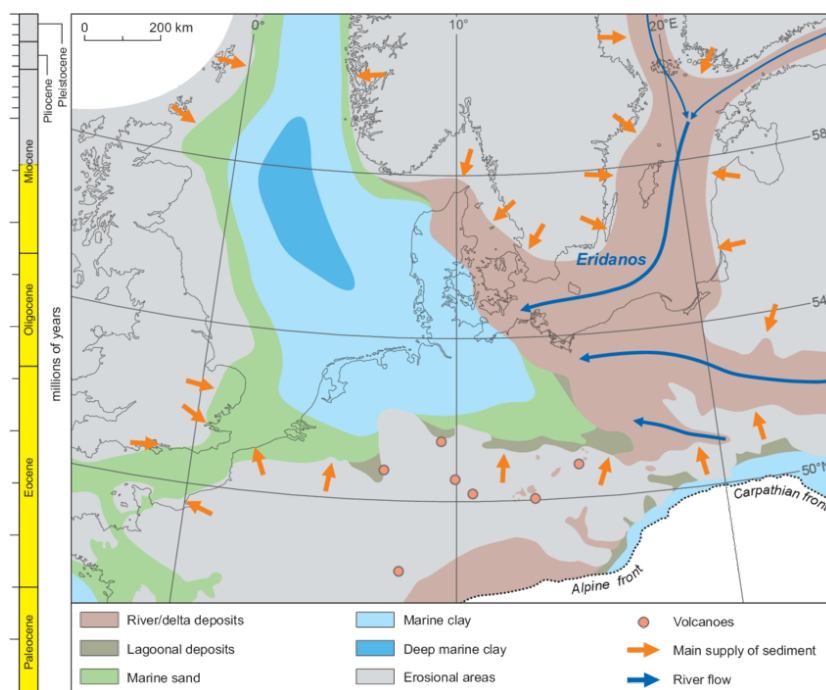 0 200 km
0°
10°
20°E
58
54
50°N
Pleistocene
Pliocene
Miocene
Oligocene
Eocene
Paleocene
millions of years
Eridanos
Carpathian front
Alpine front
River/delta deposits
Lagoonal deposits
Marine sand
Marine clay
Deep marine clay
Erosional areas
Volcanoes
Main supply of sediment
River flow